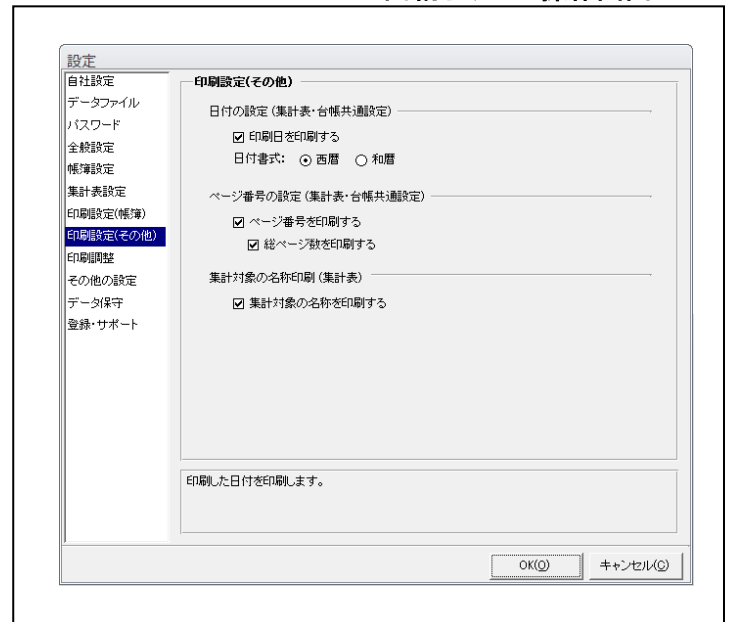 設定
自社設定
データファイル
パスワード
全般設定
帳簿設定
集計表設定
印刷設定(帳簿)
印刷設定(その他)
印刷調整
その他の設定
データ保守
登録・サポート
印刷設定(その他)
日付の設定(集計表・台帳共通設定)
印刷日を印刷する
日付書式: 西暦 和暦
ページ番号の設定(集計表・台帳共通設定)
ページ番号を印刷する
総ページ数を印刷する
集計対象の名称印刷(集計表)
集計対象の名称を印刷する
印刷した日付を印刷します。
OK(O) キャンセル(C)